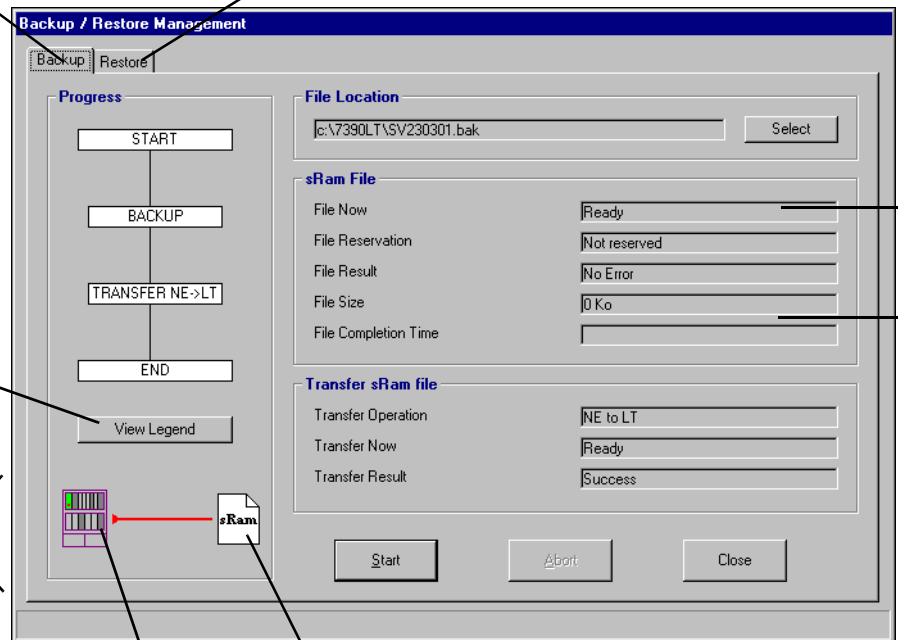 Backup / Restore Management
Backup
Restore
Progress
START
BACKUP
TRANSFER NE->LT
END
View Legend
sRam
File Location
c:\7390LT\SV230301.bak
Select
sRam File
File Now
Ready
File Reservation
Not reserved
File Result
No Error
File Size
0 Ko
File Completion Time
Transfer sRam file
Transfer Operation
NE to LT
Transfer Now
Ready
Transfer Result
Success
Start
Abort
Close